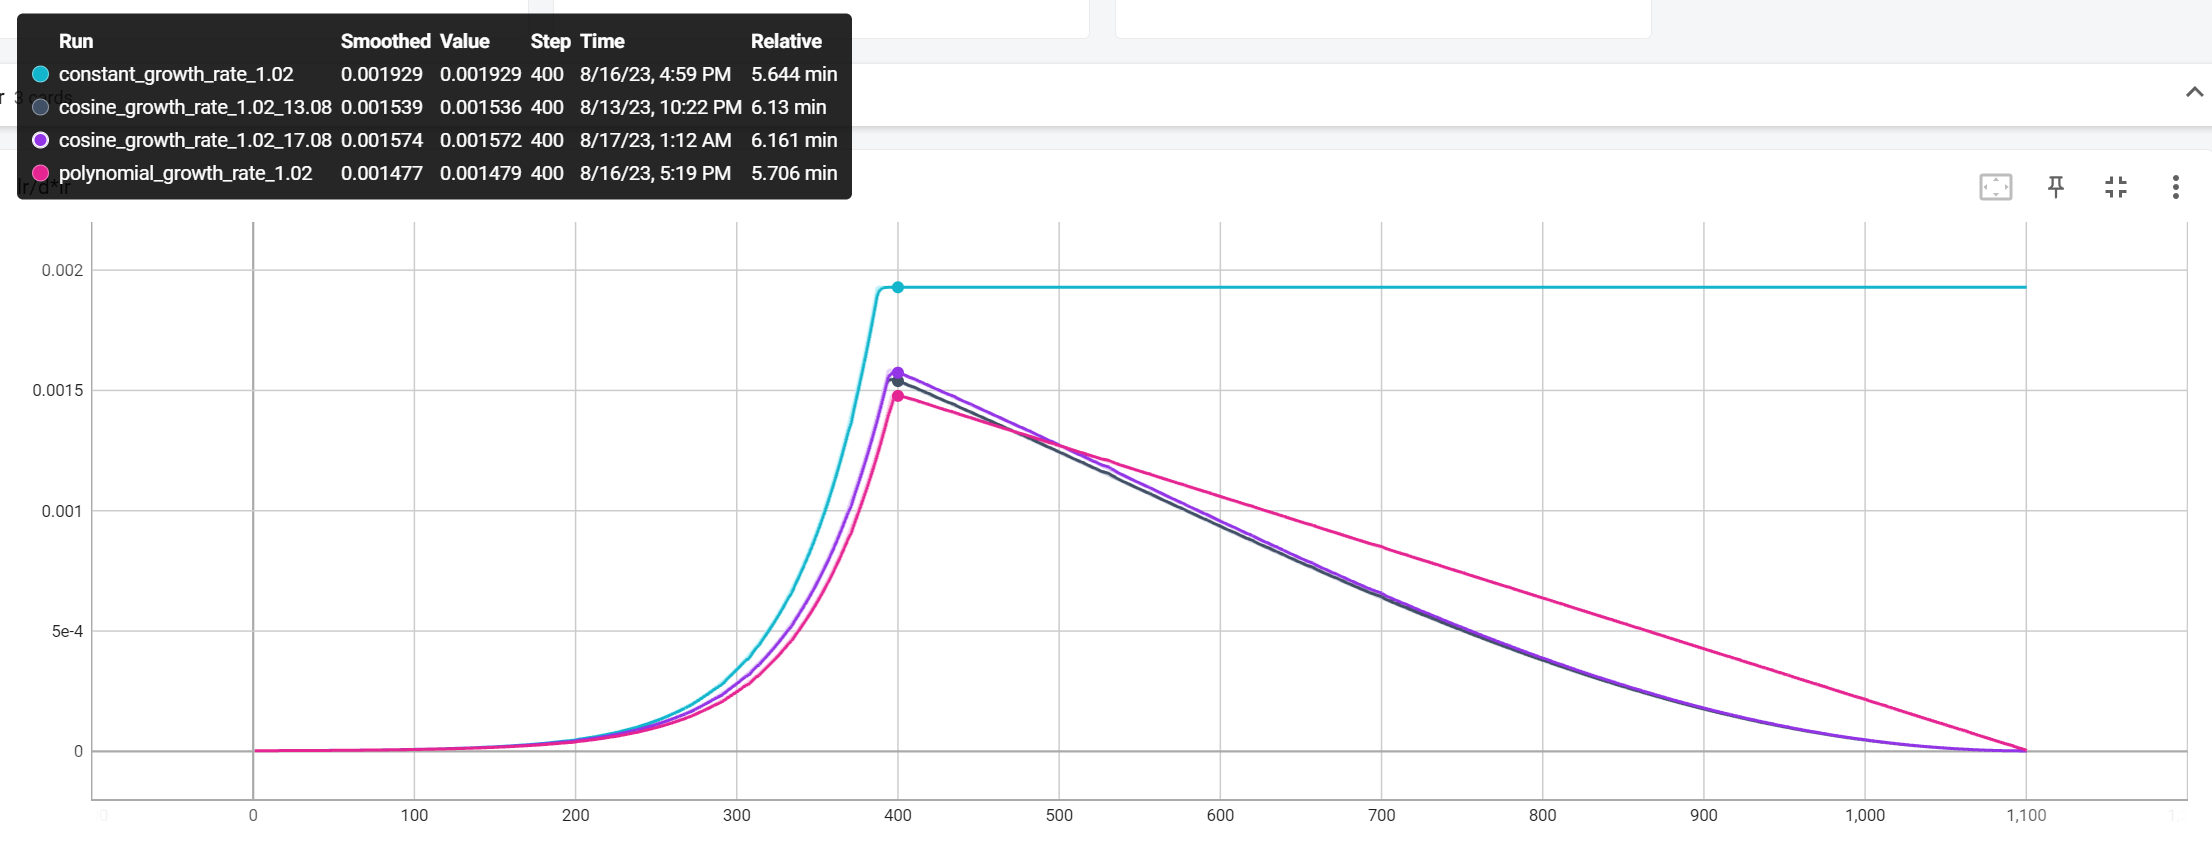 Run Smoothed Value Step Time Relative
constant_growth_rate_1.02 0.001929 0.001929 400 8/16/23, 4:59 PM 5.644 min
cosine_growth_rate_1.02_13.08 0.001539 0.001536 400 8/13/23, 10:22 PM 6.13 min
cosine_growth_rate_1.02_17.08 0.001574 0.001572 400 8/17/23, 1:12 AM 6.161 min
polynomial_growth_rate_1.02 0.001477 0.001479 400 8/16/23, 5:19 PM 5.706 min
r 3 cards
lr/d*lr
0.002
0.0015
0.001
5e-4
0
0 100 200 300 400 500 600 700 800 900 1,000 1,100